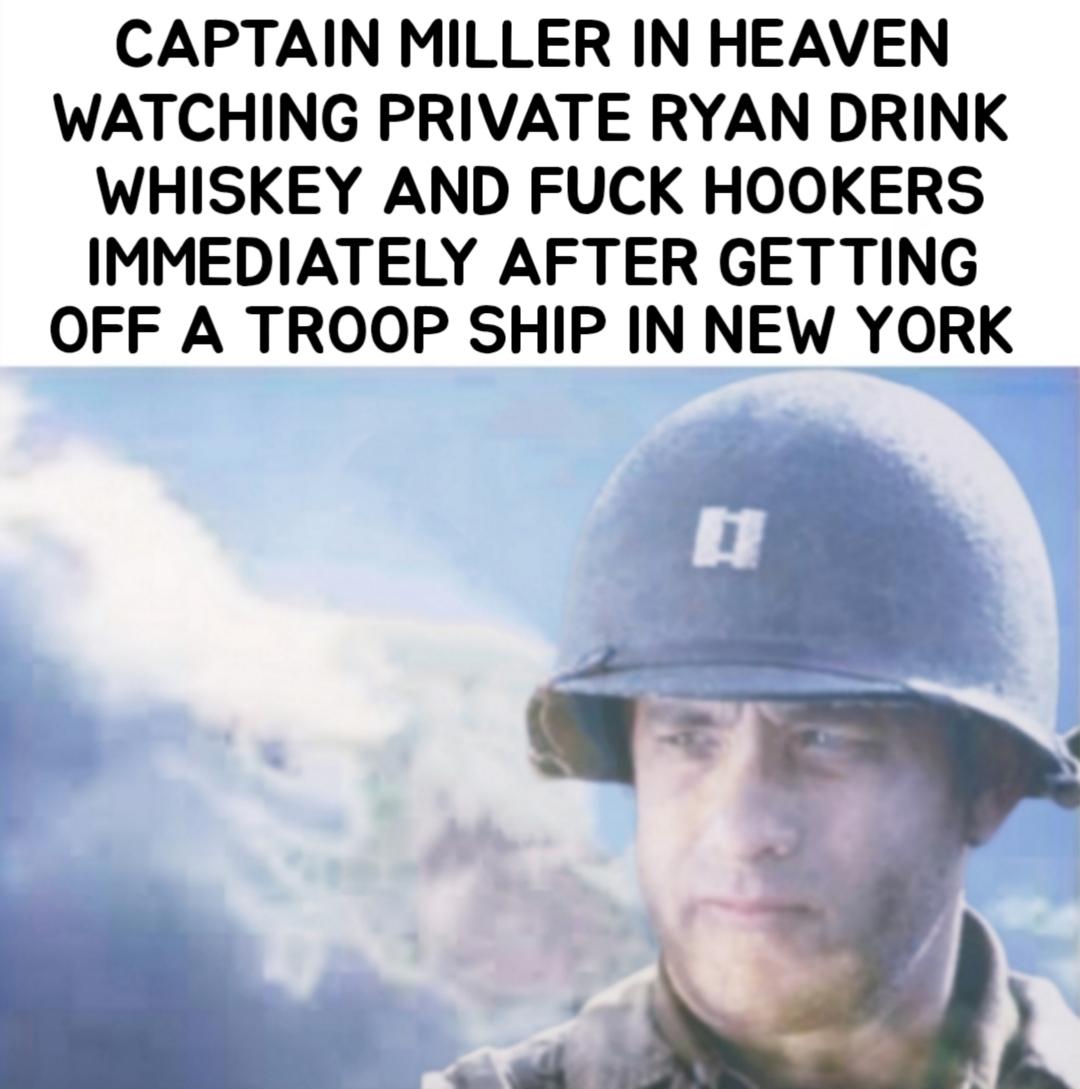 CAPTAIN MILLER IN HEAVEN
WATCHING PRIVATE RYAN DRINK
WHISKEY AND FUCK HOOKERS
IMMEDIATELY AFTER GETTING
OFF A TROOP SHIP IN NEW YORK